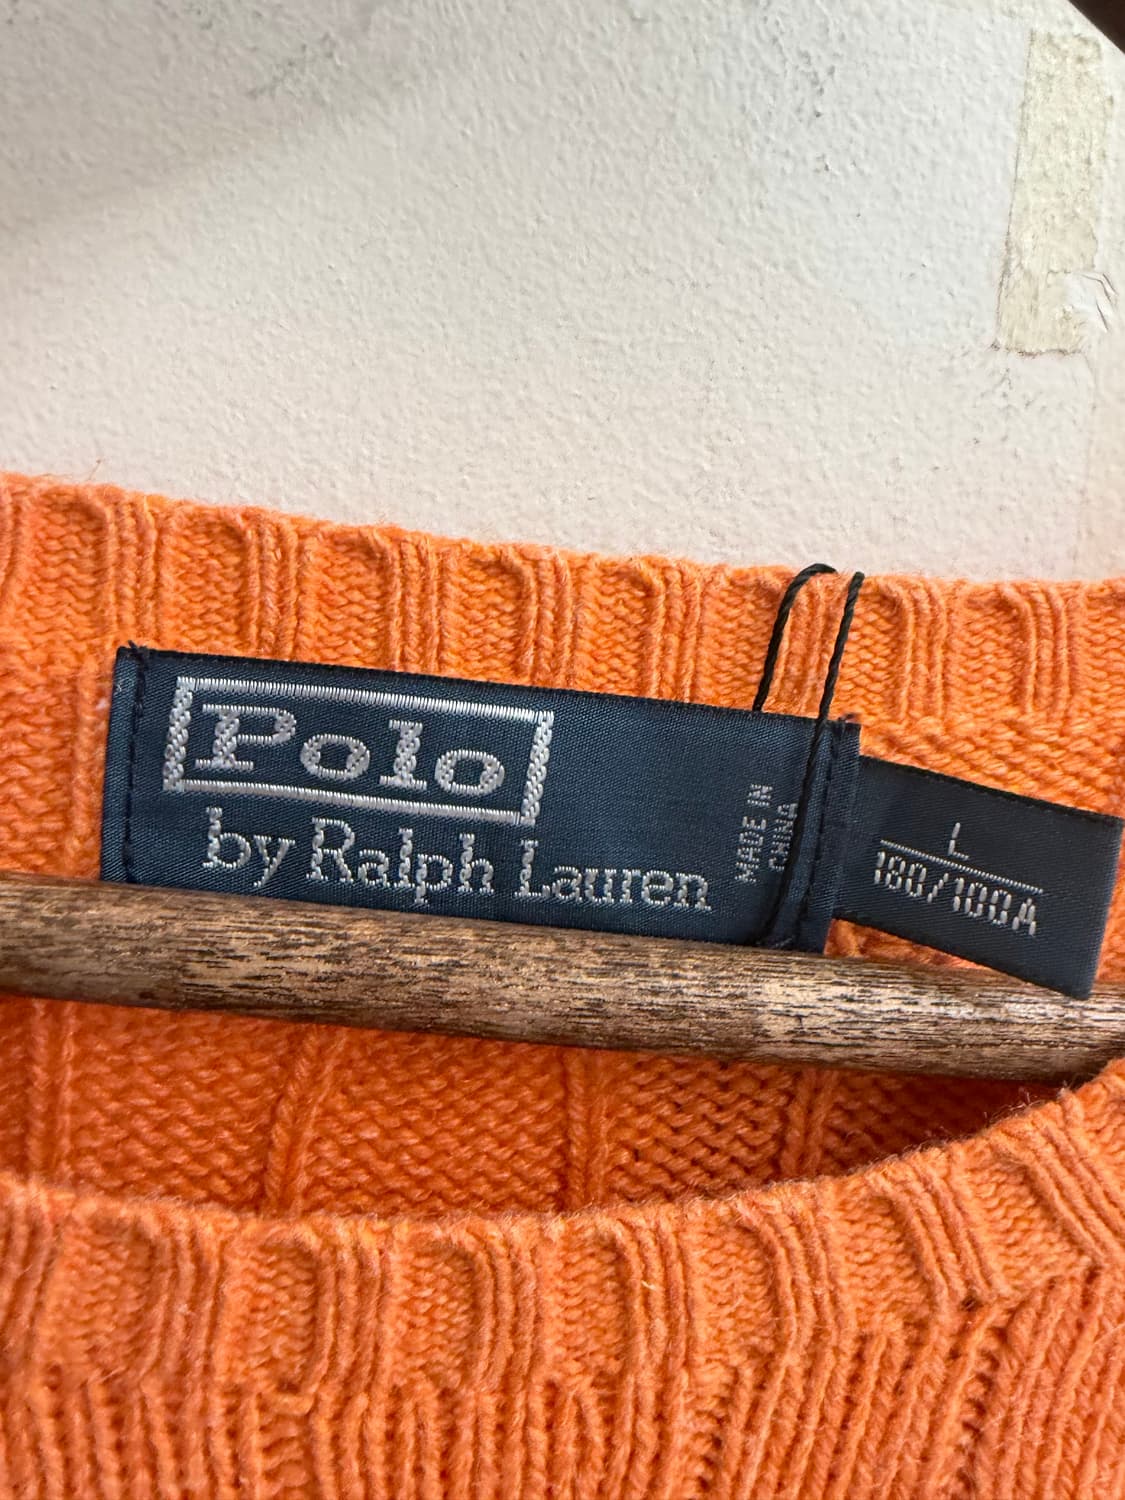 Polo
by Ralph Lauren
MADE IN
CHINA
L
180/100A